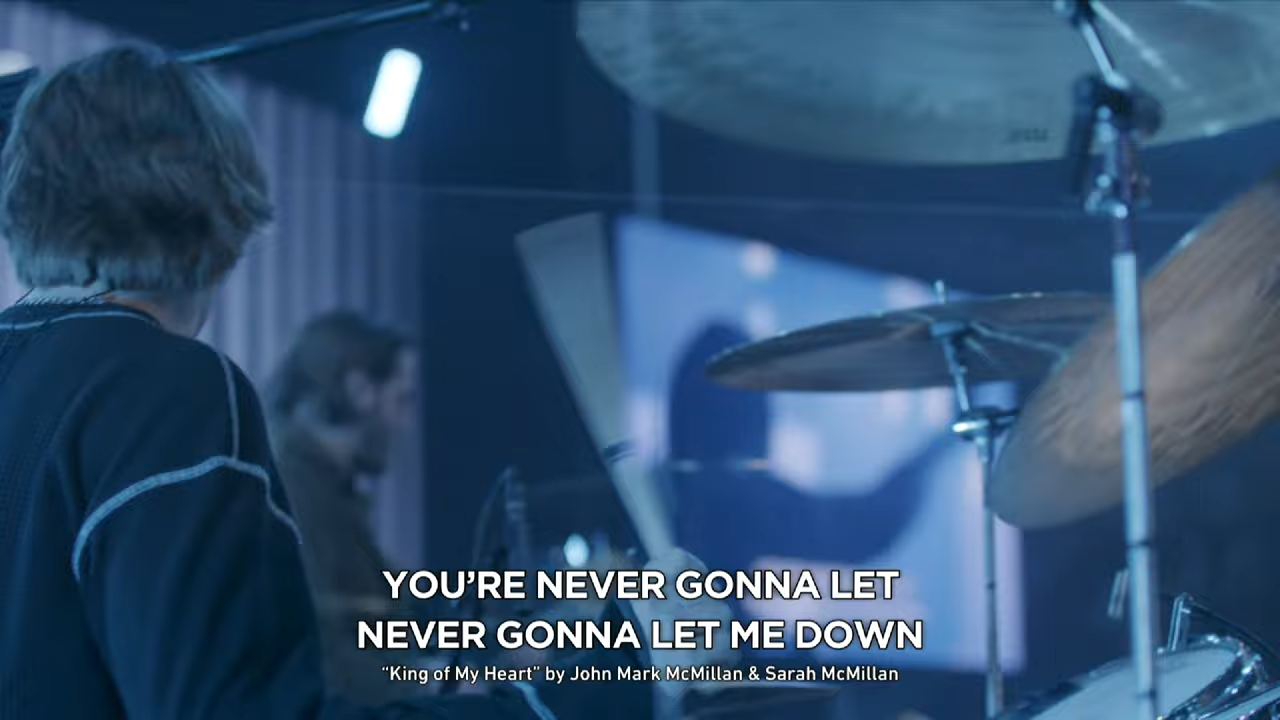 YOU’RE NEVER GONNA LET
NEVER GONNA LET ME DOWN
“King of My Heart” by John Mark McMillan & Sarah McMillan